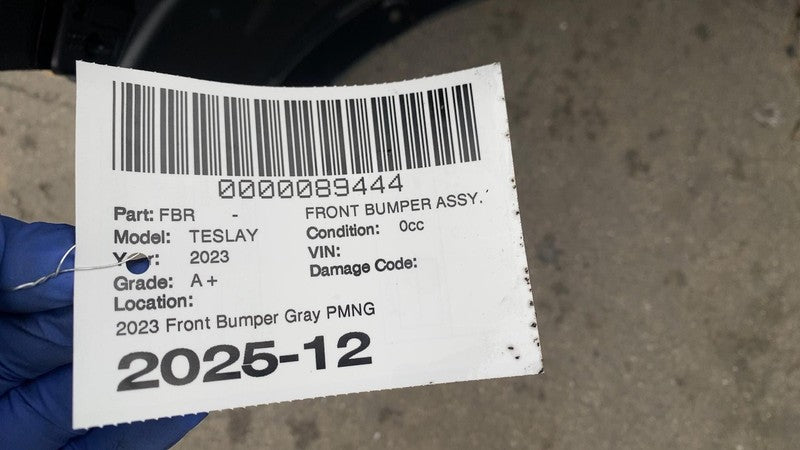 0000089444
Part: FBR - FRONT BUMPER ASSY.
Model: TESLAY Condition: 0cc
Year: 2023 VIN:
Grade: A+ Damage Code:
Location:
2023 Front Bumper Gray PMNG
2025-12